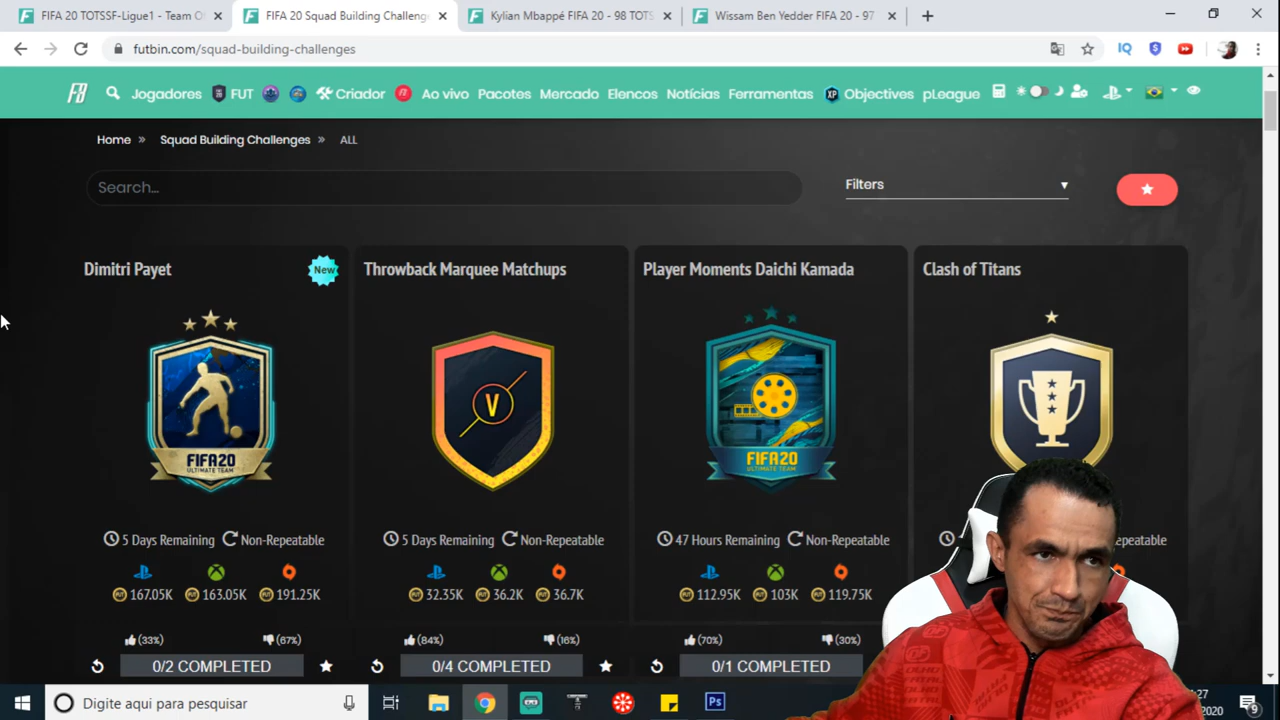 FIFA 20 TOTSSF-Ligue1 - Team O
FIFA 20 Squad Building Challeng
Kylian Mbappé FIFA 20 - 98 TOTS
Wissam Ben Yedder FIFA 20 - 97
futbin.com/squad-building-challenges
IQ
F8 Jogadores FUT Criador Ao vivo Pacotes Mercado Elencos Notícias Ferramentas XP Objectives pLeague
Home » Squad Building Challenges » ALL
Search...
Filters
Dimitri Payet New
Throwback Marquee Matchups
Player Moments Daichi Kamada
Clash of Titans
FIFA20
ULTIMATE TEAM
V
FIFA20
ULTIMATE TEAM
5 Days Remaining Non-Repeatable
5 Days Remaining Non-Repeatable
47 Hours Remaining Non-Repeatable
epeatable
167.05K 163.05K 191.25K
32.35K 36.2K 36.7K
112.95K 103K 119.75K
(33%) (67%)
(84%) (16%)
(70%) (30%)
0/2 COMPLETED
0/4 COMPLETED
0/1 COMPLETED
Digite aqui para pesquisar
Ps
:27
2020
9